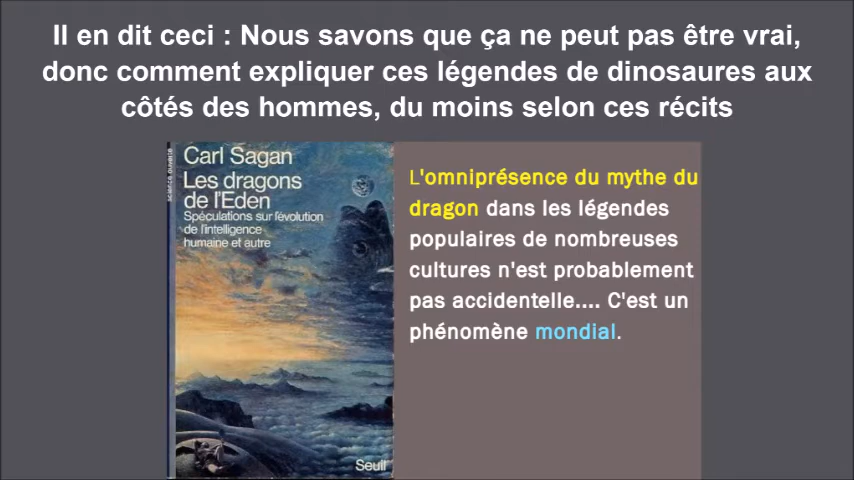 Il en dit ceci : Nous savons que ça ne peut pas être vrai,
donc comment expliquer ces légendes de dinosaures aux
côtés des hommes, du moins selon ces récits
Carl Sagan
Les dragons
de l'Eden
Spéculations sur l'évolution
de l'intelligence
humaine et autre
Seuil
L'omniprésence du mythe du
dragon dans les légendes
populaires de nombreuses
cultures n'est probablement
pas accidentelle.... C'est un
phénomène mondial.